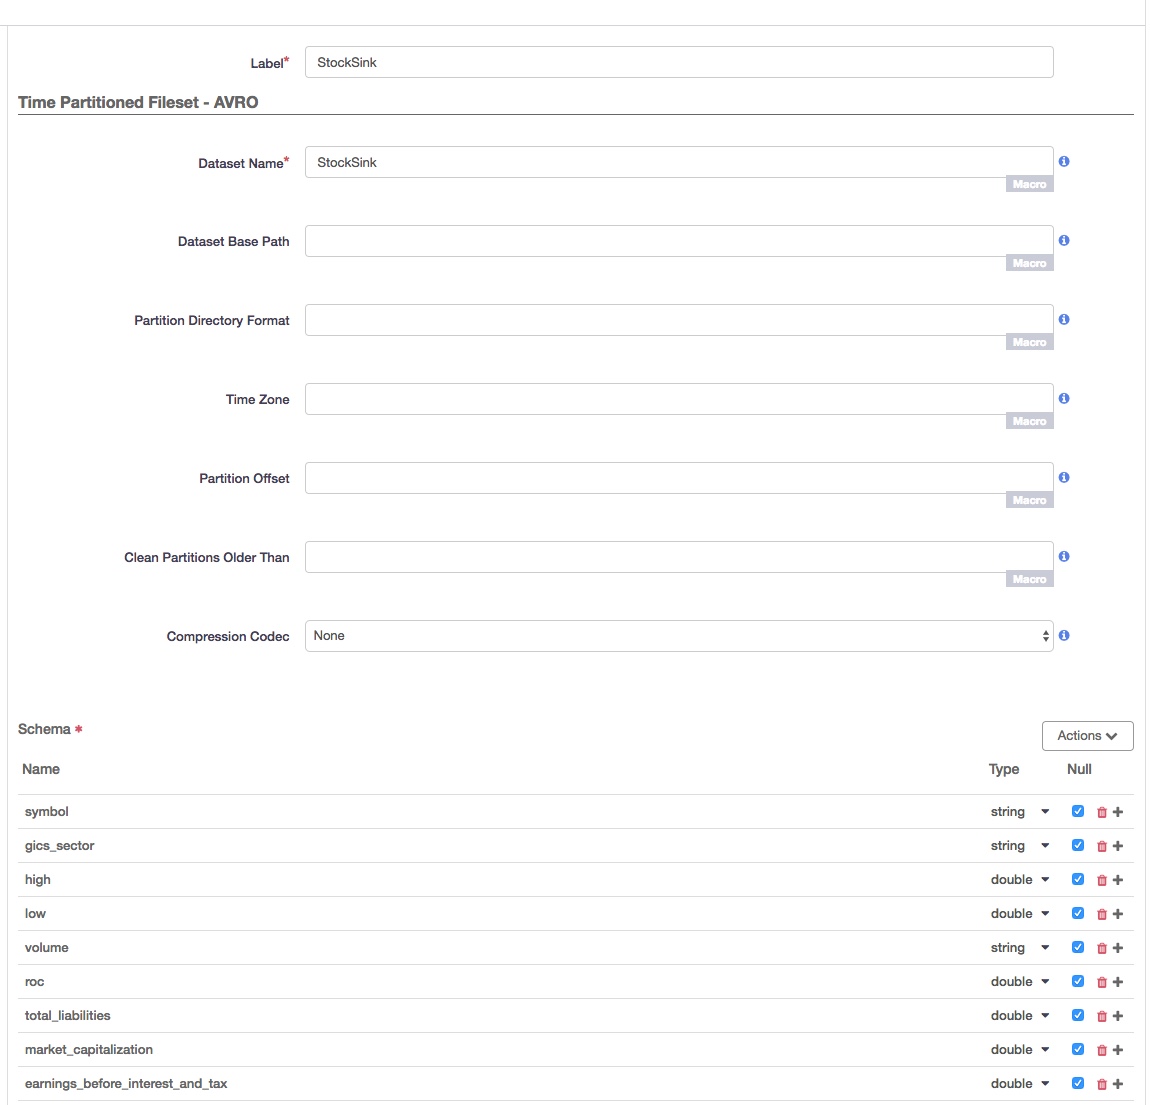 Label*
StockSink
Time Partitioned Fileset - AVRO
Dataset Name*
StockSink
Macro
Dataset Base Path
Macro
Partition Directory Format
Macro
Time Zone
Macro
Partition Offset
Macro
Clean Partitions Older Than
Macro
Compression Codec
None
Schema *
Actions
Name Type Null
symbol string
gics_sector string
high double
low double
volume string
roc double
total_liabilities double
market_capitalization double
earnings_before_interest_and_tax double